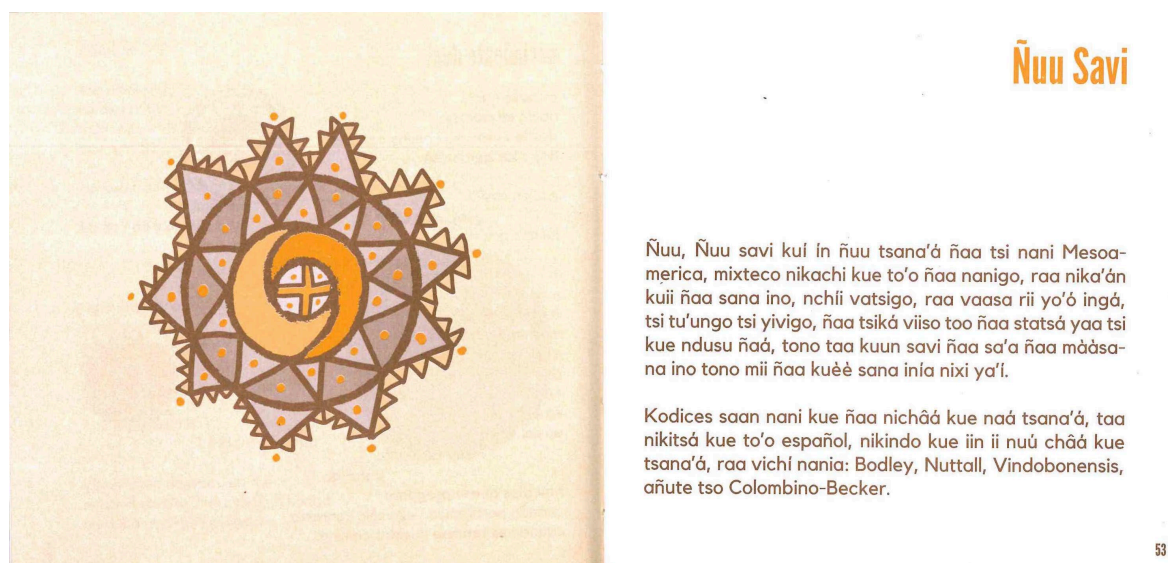 Ñuu Savi
Ñuu, Ñuu savi kuí ín ñuu tsana'á ñaa tsi nani Mesoa-
merica, mixteco nikachi kue to'o ñaa nanigo, raa nika'án
kuii ñaa sana ino, nchíi vatsigo, raa vaasa rii yo'ó ingá,
tsi tu'ungo tsi yivigo, ñaa tsiká viiso too ñaa statsá yaa tsi
kue ndusu ñaá, tono taa kuun savi ñaa sa'a ñaa mààsa-
na ino tono mii ñaa kuèè sana inía nixi ya'í.
Kodices saan nani kue ñaa nichâá kue naá tsana'á, taa
nikitsá kue to'o español, nikindo kue iin ii nuú châá kue
tsana'á, raa vichí nania: Bodley, Nuttall, Vindobonensis,
añute tso Colombino-Becker.
53